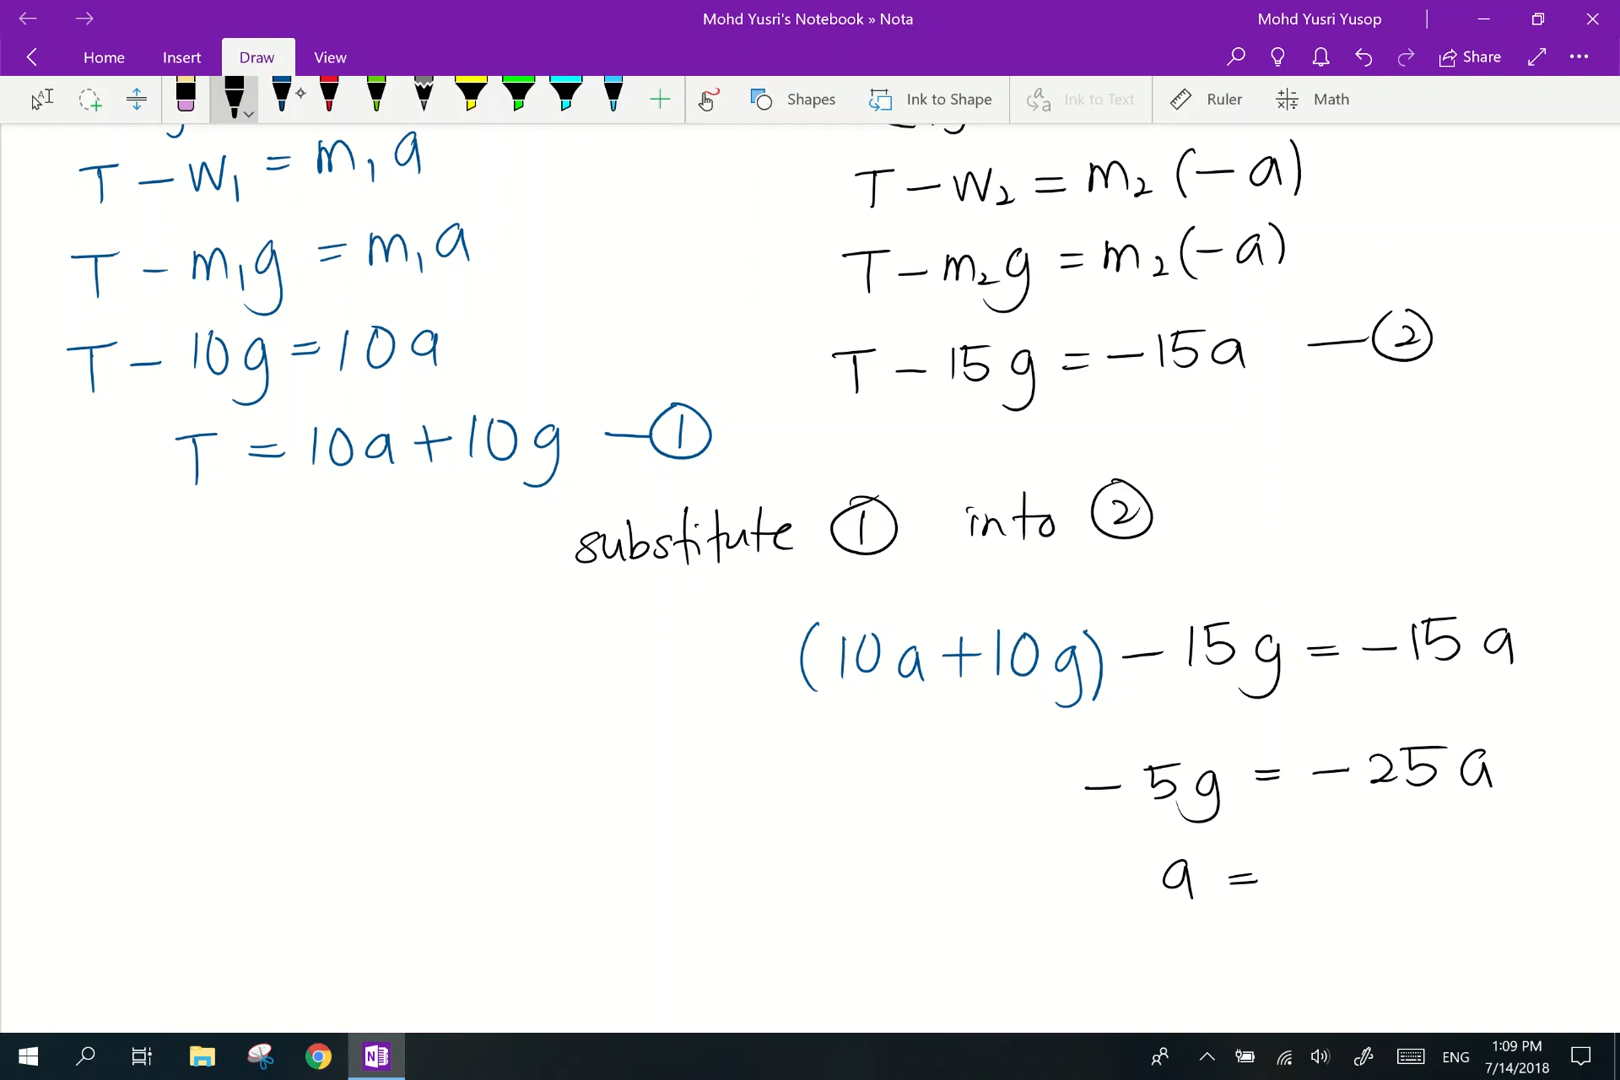 Mohd Yusri's Notebook » Nota
Mohd Yusri Yusop
Home Insert Draw View
Share
Shapes Ink to Shape Ink to Text Ruler Math
T - W₁ = m₁ a
T - m₁g = m₁a
T - 10g = 10a
T = 10a + 10g — ①
T - W₂ = m₂ (-a)
T - m₂g = m₂(-a)
T - 15g = -15a — ②
substitute ① into ②
(10a + 10g) - 15g = -15a
- 5g = - 25a
a =
ENG
1:09 PM
7/14/2018